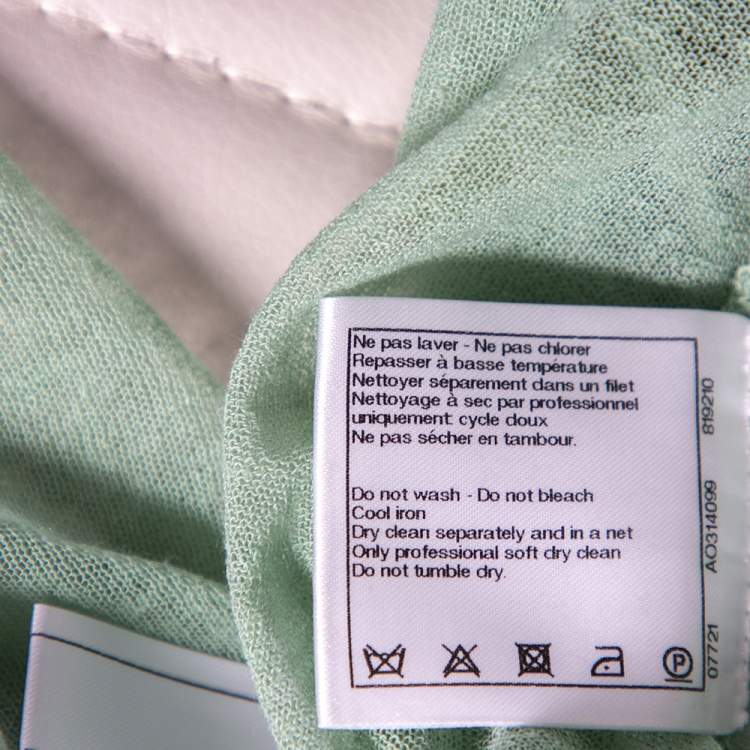 Ne pas laver - Ne pas chlorer
Repasser à basse température
Nettoyer séparement dans un filet
Nettoyage à sec par professionnel
uniquement: cycle doux
Ne pas sécher en tambour.
Do not wash - Do not bleach
Cool iron
Dry clean separately and in a net
Only professional soft dry clean
Do not tumble dry.
P
07721 AO314099 819210